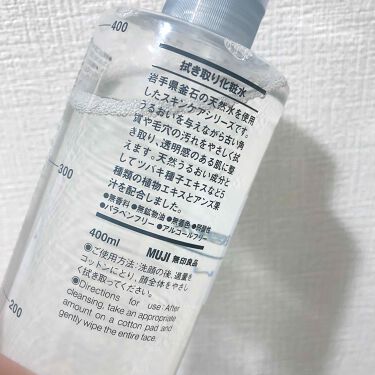 400
拭き取り化粧水
岩手県釜石の天然水を使用
したスキンケアシリーズです。
うるおいを与えながら古い角
質や毛穴の汚れをやさしく拭
き取り、透明感のある肌に整
えます。天然うるおい成分と
してツバキ種子エキスなど5
種類の植物エキスとアンズ果
汁を配合しました。
●無香料●無鉱物油●無着色●弱酸性
●パラベンフリー●アルコールフリー
300
400ml
MUJI 無印良品
●ご使用方法:洗顔の後、適量を
コットンにとり、顔全体をやさし
く拭き取ってください。
●Directions for use:After
cleansing, take an appropriate
amount on a cotton pad and
gently wipe the entire face.
200